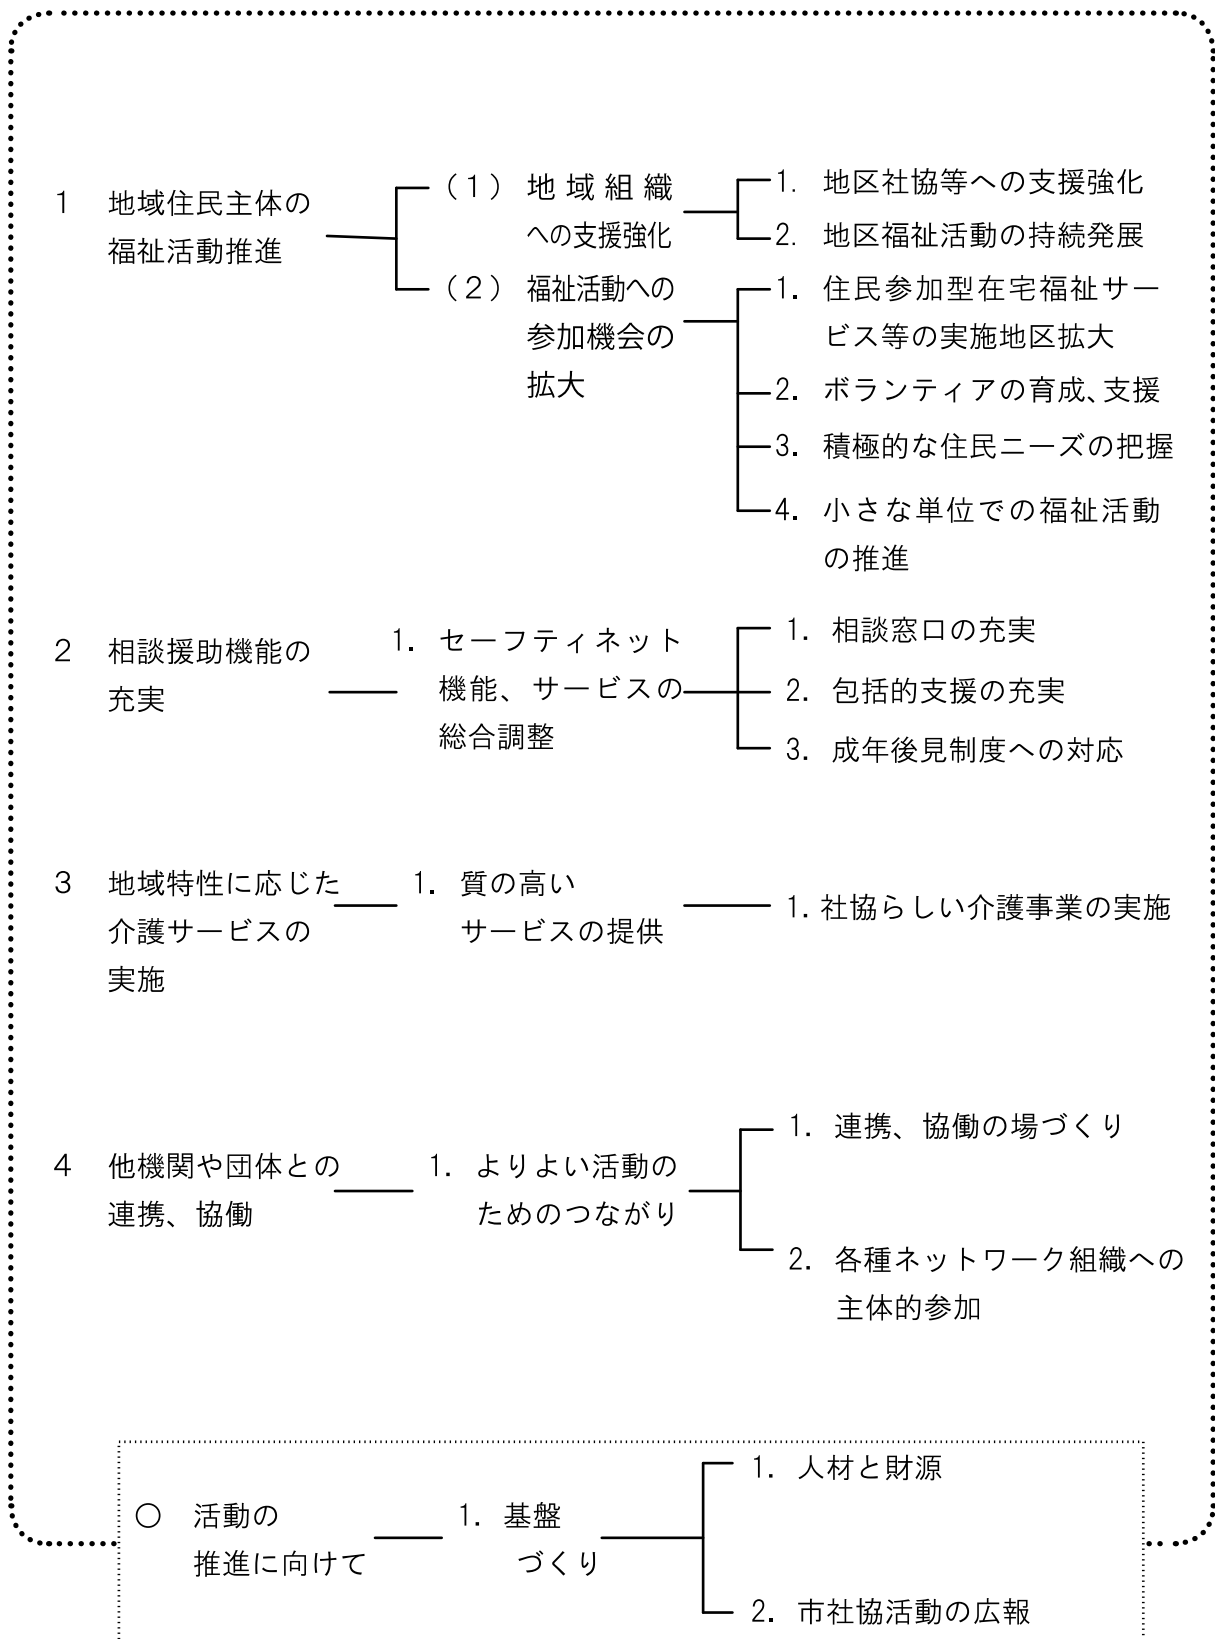 1 地域住民主体の
福祉活動推進
(1) 地域組織
への支援強化
1. 地区社協等への支援強化
2. 地区福祉活動の持続発展
(2) 福祉活動への
参加機会の
拡大
1. 住民参加型在宅福祉サー
ビス等の実施地区拡大
2. ボランティアの育成、支援
3. 積極的な住民ニーズの把握
4. 小さな単位での福祉活動
の推進
2 相談援助機能の
充実
1. セーフティネット
機能、サービスの
総合調整
1. 相談窓口の充実
2. 包括的支援の充実
3. 成年後見制度への対応
3 地域特性に応じた
介護サービスの
実施
1. 質の高い
サービスの提供
1. 社協らしい介護事業の実施
4 他機関や団体との
連携、協働
1. よりよい活動の
ためのつながり
1. 連携、協働の場づくり
2. 各種ネットワーク組織への
主体的参加
○ 活動の
推進に向けて
1. 基盤
づくり
1. 人材と財源
2. 市社協活動の広報